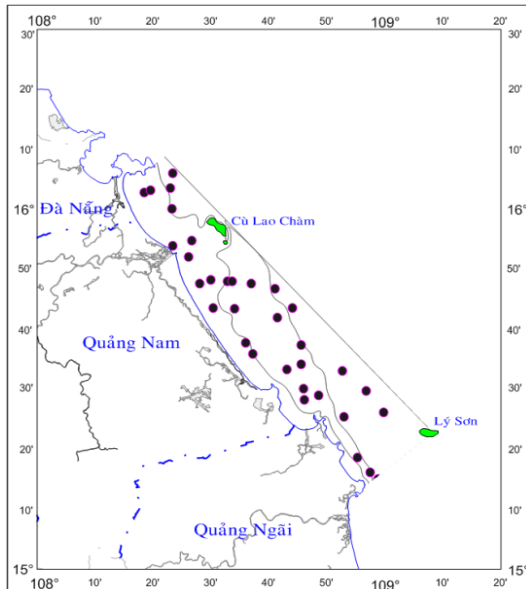 108° 10' 20' 30' 40' 50' 109° 10' 20'
30' 30'
20' 20'
10' 10'
Đà Nẵng
Cù Lao Chàm
16° 16°
50' 50'
40' 40'
Quảng Nam
30' 30'
Lý Sơn
20' 20'
10' 10'
Quảng Ngãi
15° 15°
108° 10' 20' 30' 40' 50' 109° 10' 20'